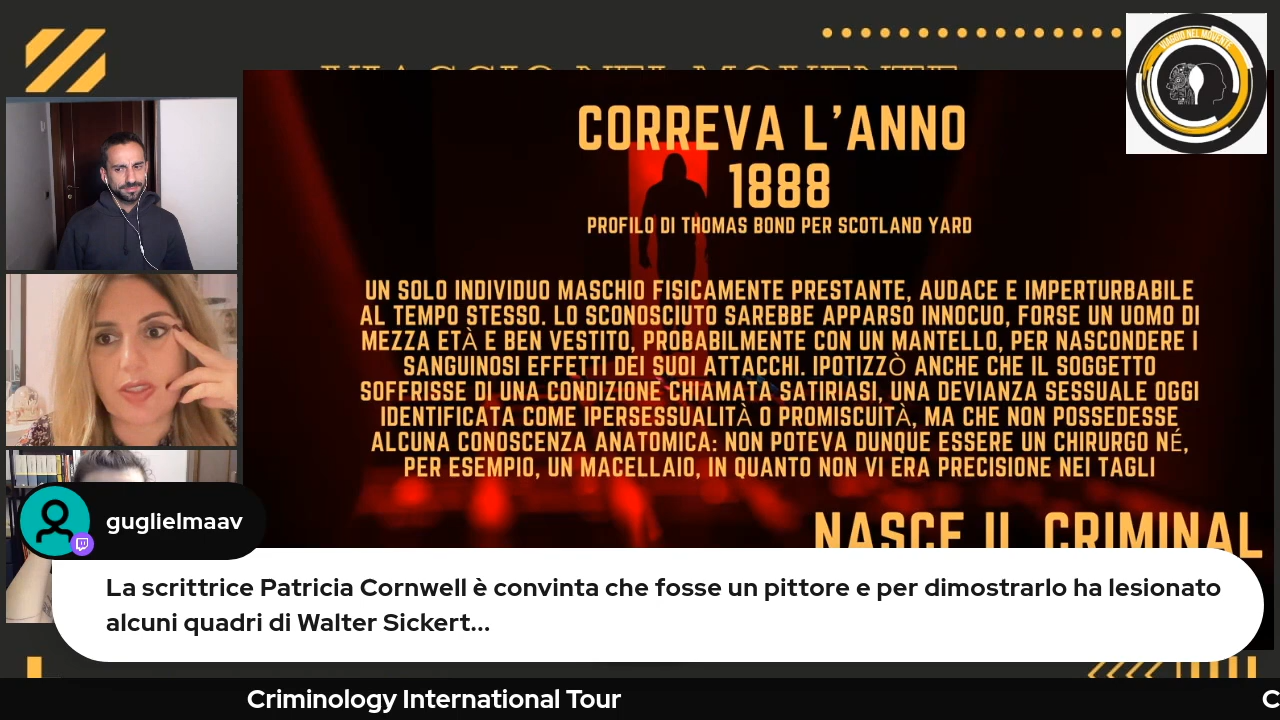 VIAGGIO NEL MOVENTE
VIAGGIO NEL MOVENTE
CORREVA L'ANNO
1888
PROFILO DI THOMAS BOND PER SCOTLAND YARD
UN SOLO INDIVIDUO MASCHIO FISICAMENTE PRESTANTE, AUDACE E IMPERTURBABILE
AL TEMPO STESSO. LO SCONOSCIUTO SAREBBE APPARSO INNOCUO, FORSE UN UOMO DI
MEZZA ETÀ E BEN VESTITO, PROBABILMENTE CON UN MANTELLO, PER NASCONDERE I
SANGUINOSI EFFETTI DEI SUOI ATTACCHI. IPOTIZZÒ ANCHE CHE IL SOGGETTO
SOFFRISSE DI UNA CONDIZIONE CHIAMATA SATIRIASI, UNA DEVIANZA SESSUALE OGGI
IDENTIFICATA COME IPERSESSUALITÀ O PROMISCUITÀ, MA CHE NON POSSEDESSE
ALCUNA CONOSCENZA ANATOMICA: NON POTEVA DUNQUE ESSERE UN CHIRURGO NÉ,
PER ESEMPIO, UN MACELLAIO, IN QUANTO NON VI ERA PRECISIONE NEI TAGLI
NASCE IL CRIMINAL
guglielmaav
La scrittrice Patricia Cornwell è convinta che fosse un pittore e per dimostrarlo ha lesionato
alcuni quadri di Walter Sickert...
Criminology International Tour
C